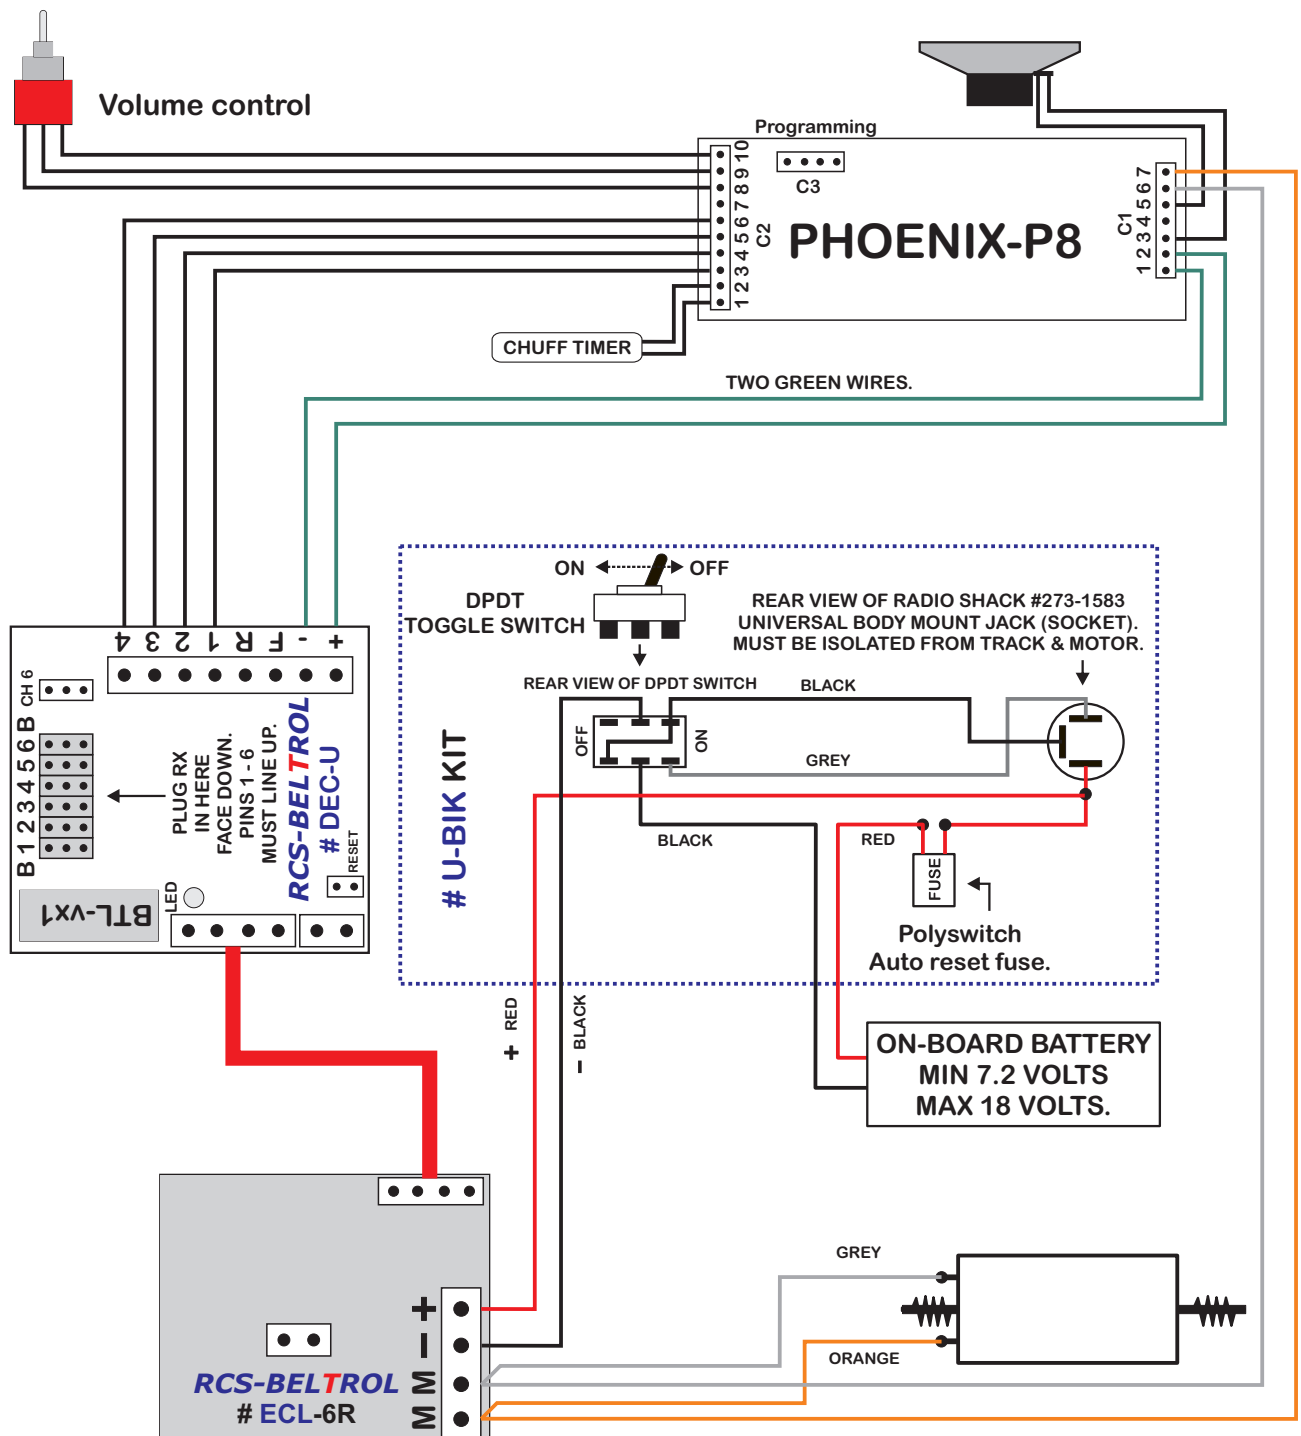 Volume control
Programming
10
9
8
7
6
5
4
3
2
1
C2
C3
PHOENIX-P8
C1
7
6
5
4
3
2
1
CHUFF TIMER
TWO GREEN WIRES.
ON
OFF
DPDT
TOGGLE SWITCH
REAR VIEW OF RADIO SHACK #273-1583
UNIVERSAL BODY MOUNT JACK (SOCKET).
MUST BE ISOLATED FROM TRACK & MOTOR.
REAR VIEW OF DPDT SWITCH
BLACK
OFF
ON
GREY
BLACK
RED
FUSE
Polyswitch
Auto reset fuse.
# U-BIK KIT
4 3 2 1 R F - +
CH 6
B 1 2 3 4 5 6 B
PLUG RX
IN HERE
FACE DOWN.
PINS 1 - 6
MUST LINE UP.
RCS-BELTROL
# DEC-U
RESET
LED
BTL-vx1
+ RED
- BLACK
ON-BOARD BATTERY
MIN 7.2 VOLTS
MAX 18 VOLTS.
GREY
ORANGE
M M - +
RCS-BELTROL
# ECL-6R